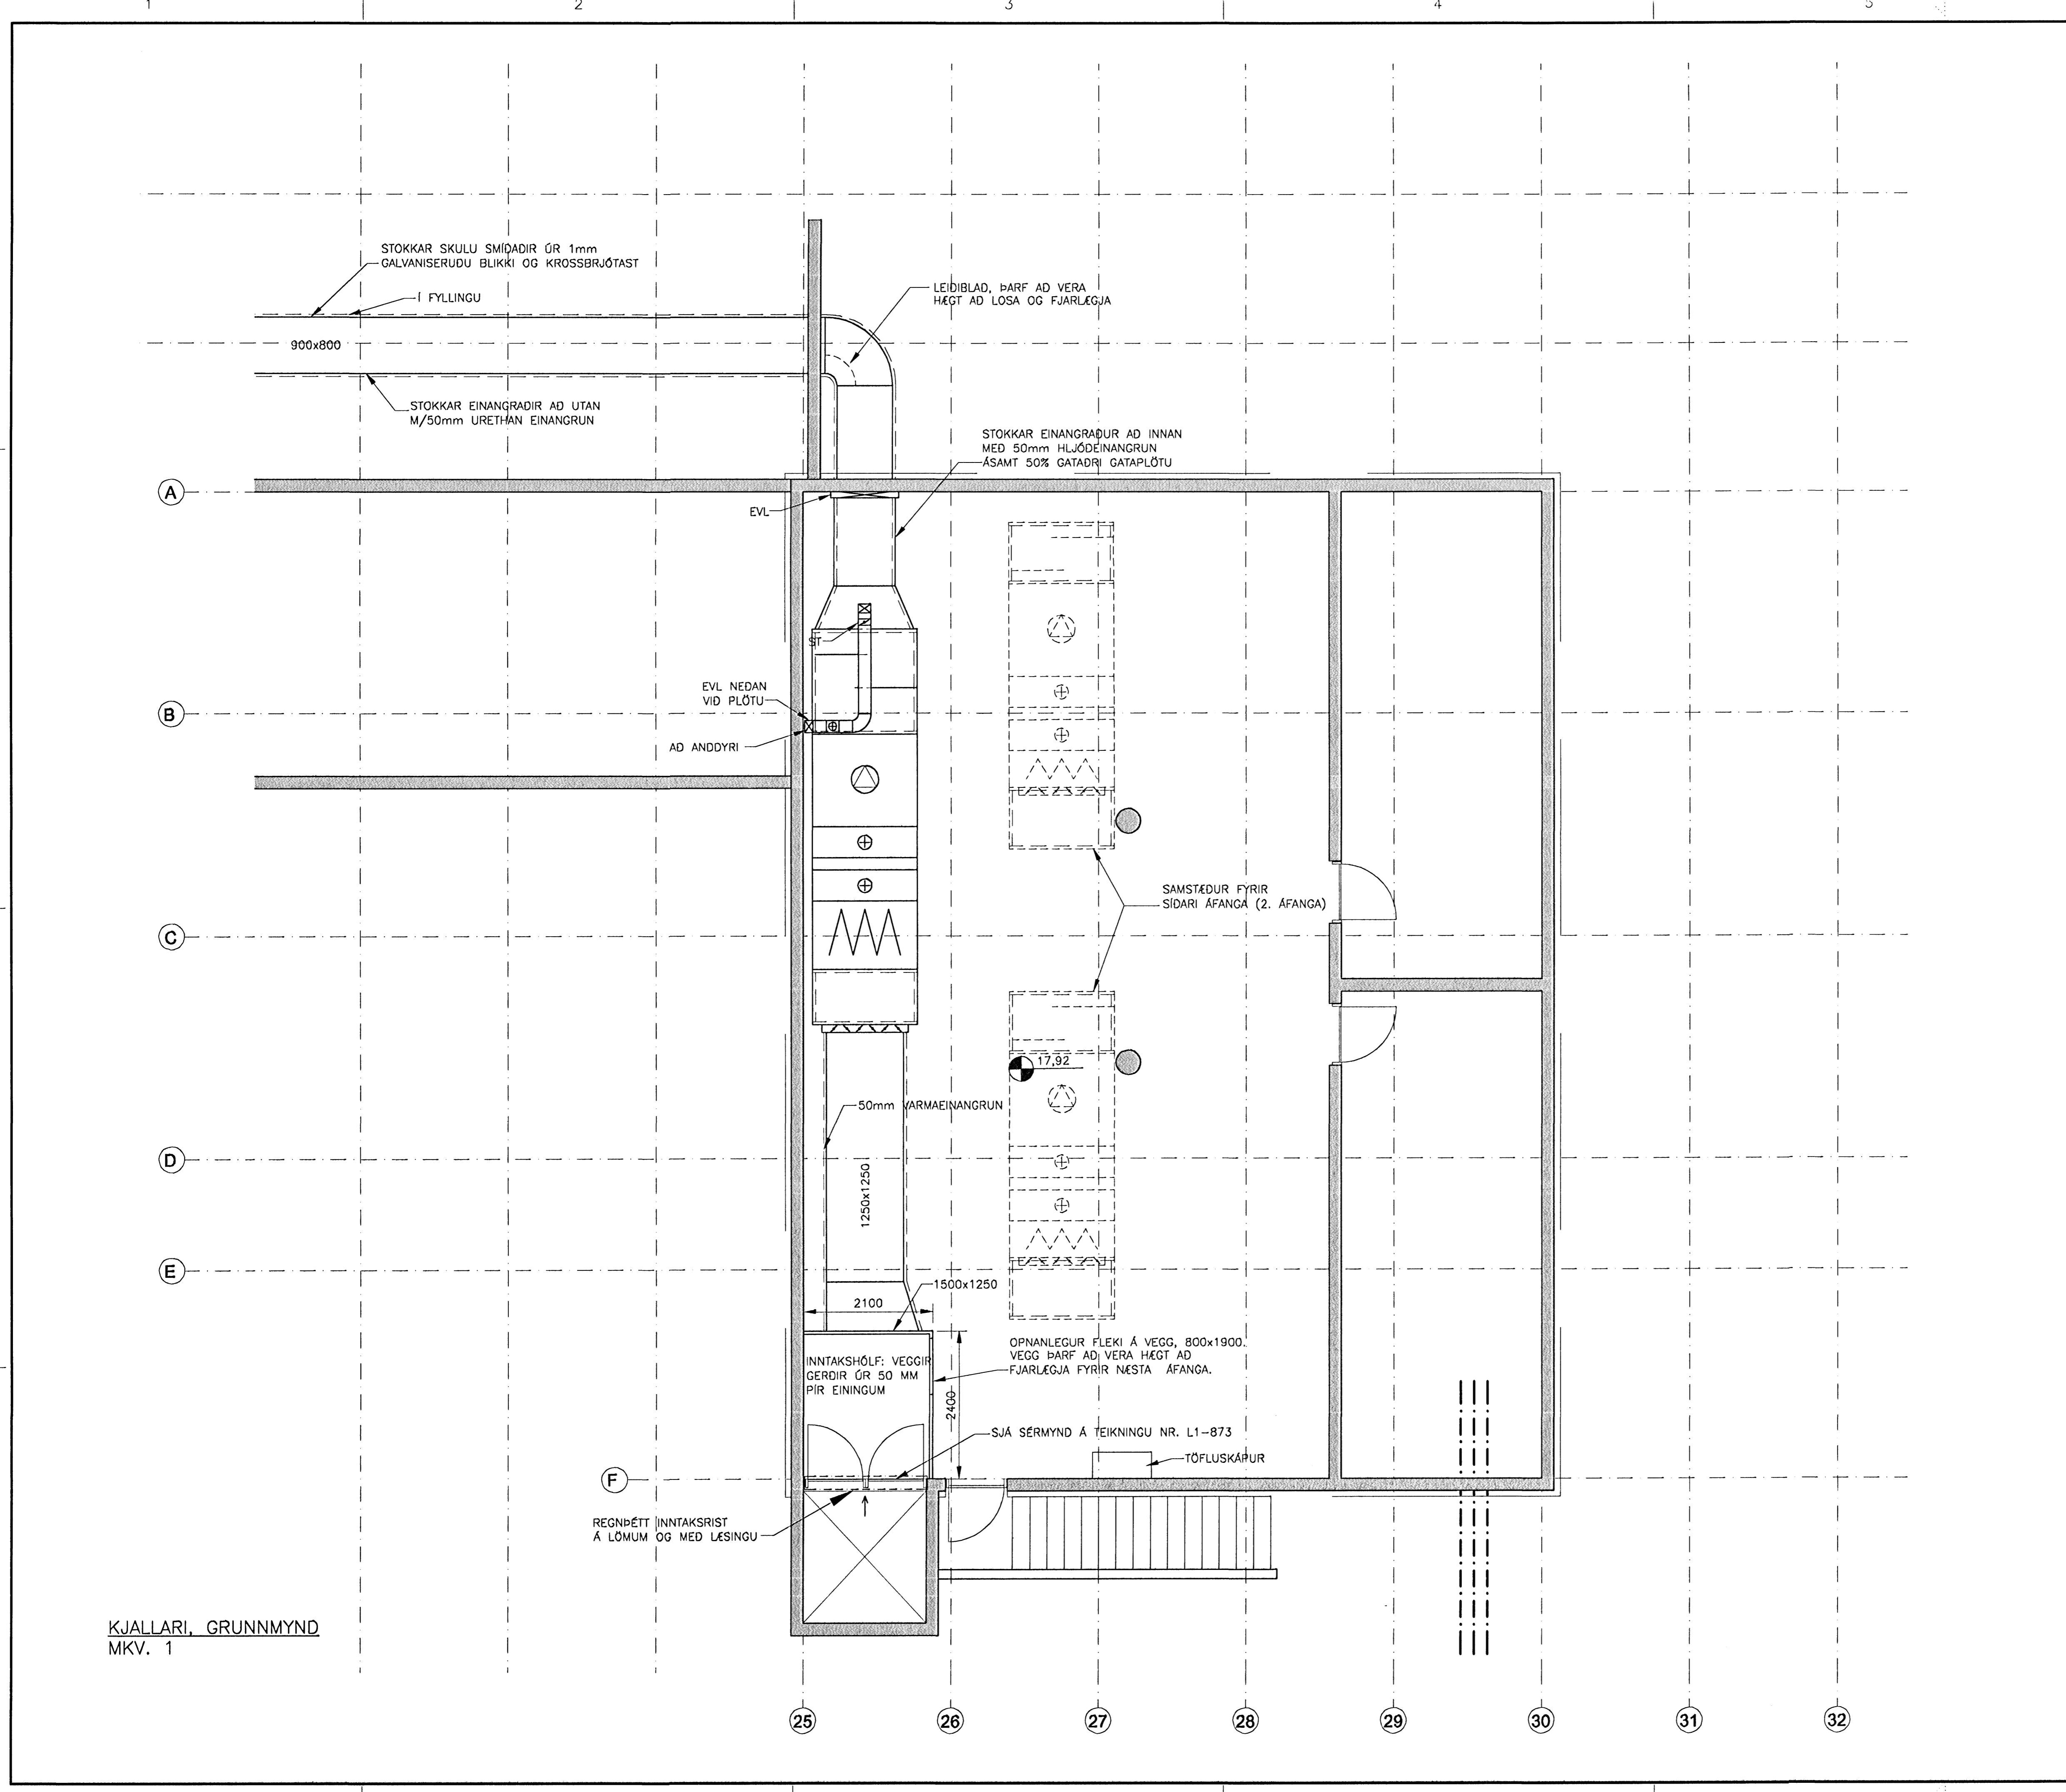 1 2 3 4 5
STOKKAR SKULU SMÍÐAÐIR ÚR 1mm
GALVANISERUÐU BLIKKI OG KROSSBRJÓTAST
Í FYLLINGU
LEIÐIBLAÐ, ÞARF AÐ VERA
HÆGT AÐ LOSA OG FJARLÆGJA
900x800
STOKKAR EINANGRAÐIR AÐ UTAN
M/50mm URETHAN EINANGRUN
STOKKAR EINANGRAÐUR AÐ INNAN
MEÐ 50mm HLJÓÐEINANGRUN
ÁSAMT 50% GATAÐRI GATAPLÖTU
A
EVL
ST
EVL NEÐAN
VIÐ PLÖTU
B
AÐ ANDDYRI
SAMSTÆÐUR FYRIR
SÍÐARI ÁFANGA (2. ÁFANGA)
C
17,92
50mm VARMAEINANGRUN
D
1250x1250
E
1500x1250
2100
OPNANLEGUR FLEKI Á VEGG, 800x1900.
VEGG ÞARF AÐ VERA HÆGT AÐ
FJARLÆGJA FYRIR NÆSTA ÁFANGA.
INNTAKSHÓLF: VEGGIR
GERÐIR ÚR 50 MM
PÍR EININGUM
2400
SJÁ SÉRMYND Á TEIKNINGU NR. L1-873
TÖFLUSKÁPUR
F
REGNÞÉTT INNTAKSRIST
Á LÖMUM OG MEÐ LÆSINGU
KJALLARI, GRUNNMYND
MKV. 1
25 26 27 28 29 30 31 32